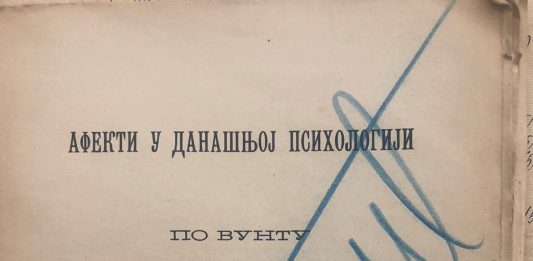 АФЕКТИ У ДАНАШЊОЈ ПСИХОЛОГИЈИ
ПО ВУНТУ